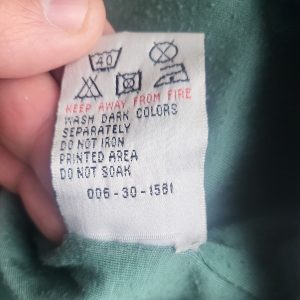 40
KEEP AWAY FROM FIRE
WASH DARK COLORS
SEPARATELY
DO NOT IRON
PRINTED AREA
DO NOT SOAK
006-30-1581